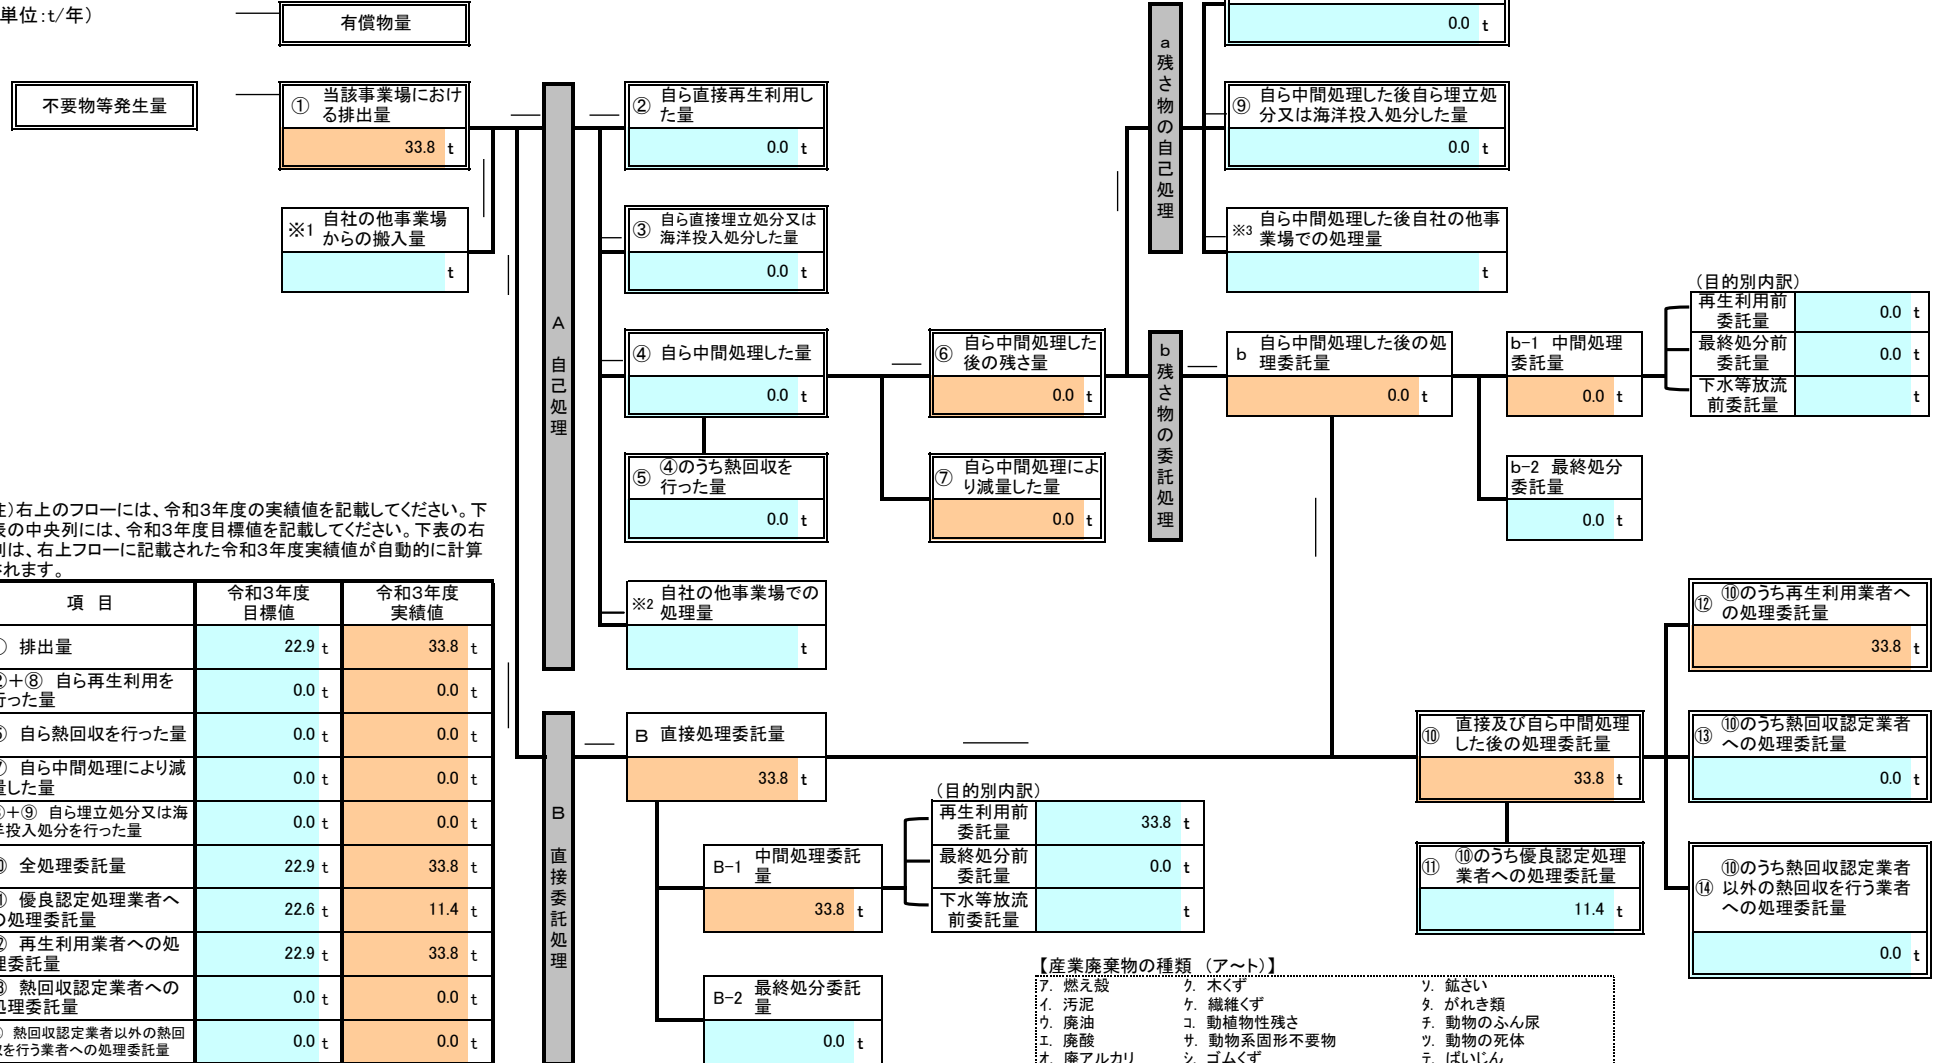 単位:t/年)
有償物量
0.0 t
不要物等発生量
① 当該事業場におけ
る排出量
33.8 t
② 自ら直接再生利用し
た量
0.0 t
a残さ物の自己処理
⑨ 自ら中間処理した後自ら埋立処
分又は海洋投入処分した量
0.0 t
※1 自社の他事業場
からの搬入量
t
③ 自ら直接埋立処分又は
海洋投入処分した量
0.0 t
※3 自ら中間処理した後自社の他事
業場での処理量
t
A 自己処理
④ 自ら中間処理した量
0.0 t
⑥ 自ら中間処理した
後の残さ量
0.0 t
b残さ物の委託処理
b 自ら中間処理した後の処
理委託量
0.0 t
b-1 中間処理
委託量
0.0 t
(目的別内訳)
再生利用前
委託量
0.0 t
最終処分前
委託量
0.0 t
下水等放流
前委託量
t
⑤ ④のうち熱回収を
行った量
0.0 t
⑦ 自ら中間処理によ
り減量した量
0.0 t
b-2 最終処分
委託量
0.0 t
※2 自社の他事業場での
処理量
t
注)右上のフローには、令和3年度の実績値を記載してください。下
表の中央列には、令和3年度目標値を記載してください。下表の右
列は、右上フローに記載された令和3年度実績値が自動的に計算
されます。
項 目 令和3年度
目標値 令和3年度
実績値
① 排出量 22.9 t 33.8 t
②+⑧ 自ら再生利用を
行った量 0.0 t 0.0 t
⑤ 自ら熱回収を行った量 0.0 t 0.0 t
⑦ 自ら中間処理により減
量した量 0.0 t 0.0 t
③+⑨ 自ら埋立処分又は海
洋投入処分を行った量 0.0 t 0.0 t
⑩ 全処理委託量 22.9 t 33.8 t
⑪ 優良認定処理業者へ
の処理委託量 22.6 t 11.4 t
⑫ 再生利用業者への処
理委託量 22.9 t 33.8 t
⑬ 熱回収認定業者への
処理委託量 0.0 t 0.0 t
⑭ 熱回収認定業者以外の熱回
収を行う業者への処理委託量 0.0 t 0.0 t
B 直接委託処理
B 直接処理委託量
33.8 t
B-1 中間処理委託
量
33.8 t
(目的別内訳)
再生利用前
委託量
33.8 t
最終処分前
委託量
0.0 t
下水等放流
前委託量
t
B-2 最終処分委託
量
0.0 t
⑩ 直接及び自ら中間処理
した後の処理委託量
33.8 t
⑪ ⑩のうち優良認定処理
業者への処理委託量
11.4 t
⑫ ⑩のうち再生利用業者へ
の処理委託量
33.8 t
⑬ ⑩のうち熱回収認定業者
への処理委託量
0.0 t
⑭ ⑩のうち熱回収認定業者
以外の熱回収を行う業者
への処理委託量
0.0 t
【産業廃棄物の種類 (ア～ト)】
ア. 燃え殻 ク. 木くず ソ. 鉱さい
イ. 汚泥 ケ. 繊維くず タ. がれき類
ウ. 廃油 コ. 動植物性残さ チ. 動物のふん尿
エ. 廃酸 サ. 動物系固形不要物 ツ. 動物の死体
オ. 廃アルカリ シ. ゴムくず テ. ばいじん